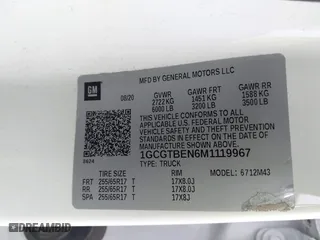 GM
MFD BY GENERAL MOTORS LLC
08/20 GVWR GAWR FRT GAWR RR
2722 KG 1451 KG 1588 KG
6000 LB 3200 LB 3500 LB
THIS VEHICLE CONFORMS TO ALL APPLICABLE
U.S. FEDERAL MOTOR VEHICLE SAFETY AND
THEFT PREVENTION STANDARDS IN EFFECT
ON THE DATE OF MANUFACTURE SHOWN ABOVE.
1GCGTBEN6M1119967
TYPE: TRUCK
TIRE SIZE RIM MODEL: 6712M43
FRT 255/65R17 T 17X8.0J
RR 255/65R17 T 17X8.0J
SPA 255/65R17 T 17X8J
DREAMBID